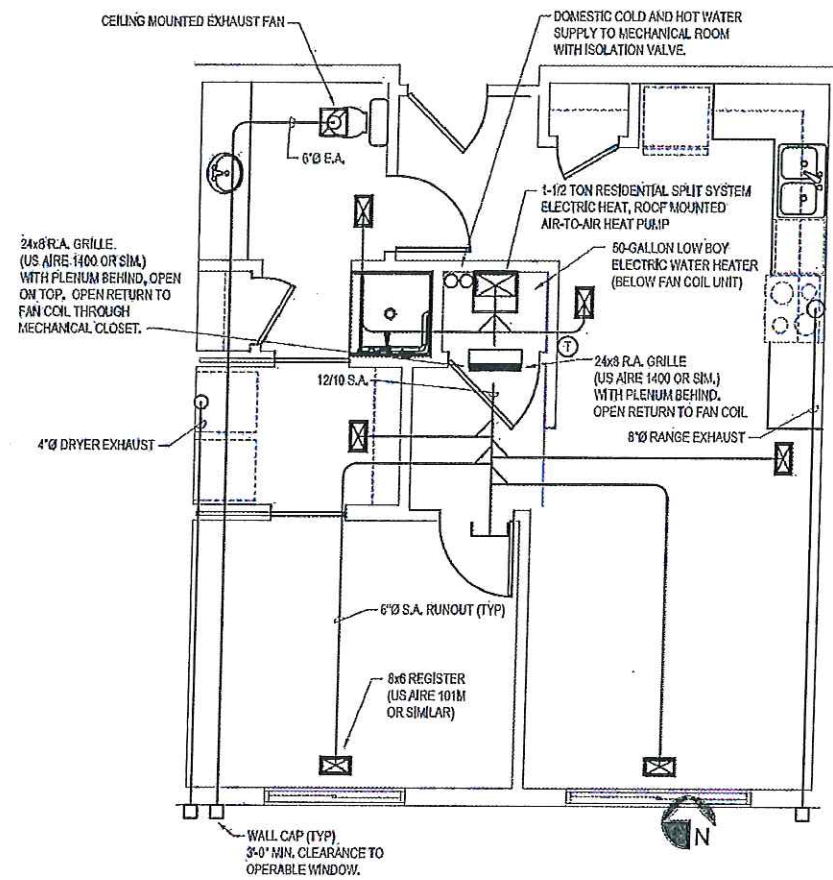 CEILING MOUNTED EXHAUST FAN
DOMESTIC COLD AND HOT WATER
SUPPLY TO MECHANICAL ROOM
WITH ISOLATION VALVE.
6"Ø E.A.
1-1/2 TON RESIDENTIAL SPLIT SYSTEM
ELECTRIC HEAT, ROOF MOUNTED
AIR-TO-AIR HEAT PUMP
24x8 R.A. GRILLE.
(US AIRE 1400 OR SIM.)
WITH PLENUM BEHIND, OPEN
ON TOP. OPEN RETURN TO
FAN COIL THROUGH
MECHANICAL CLOSET.
50-GALLON LOW BOY
ELECTRIC WATER HEATER
(BELOW FAN COIL UNIT)
T
12/10 S.A.
24x8 R.A. GRILLE
(US AIRE 1400 OR SIM.)
WITH PLENUM BEHIND.
OPEN RETURN TO FAN COIL
4"Ø DRYER EXHAUST
8"Ø RANGE EXHAUST
6"Ø S.A. RUNOUT (TYP)
8x6 REGISTER
(US AIRE 101M
OR SIMILAR)
N
WALL CAP (TYP)
3'-0" MIN. CLEARANCE TO
OPERABLE WINDOW.